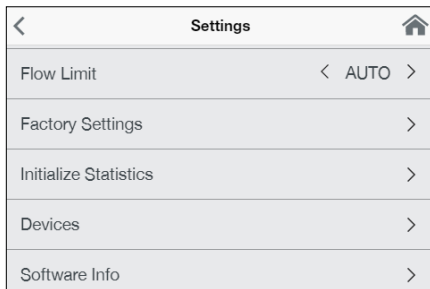 Settings
Flow Limit < AUTO >
Factory Settings >
Initialize Statistics >
Devices >
Software Info >